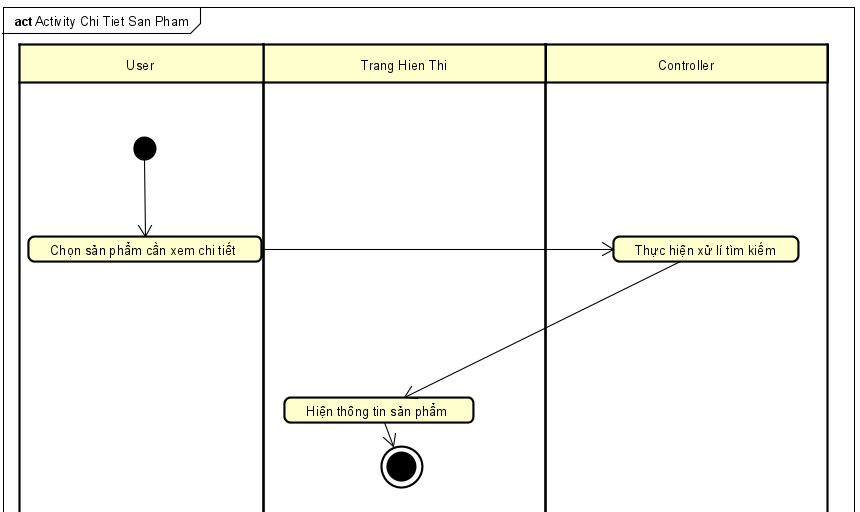 act Activity Chi Tiet San Pham
User
Trang Hien Thi
Controller
Chọn sản phẩm cần xem chi tiết
Thực hiện xử lí tìm kiếm
Hiện thông tin sản phẩm